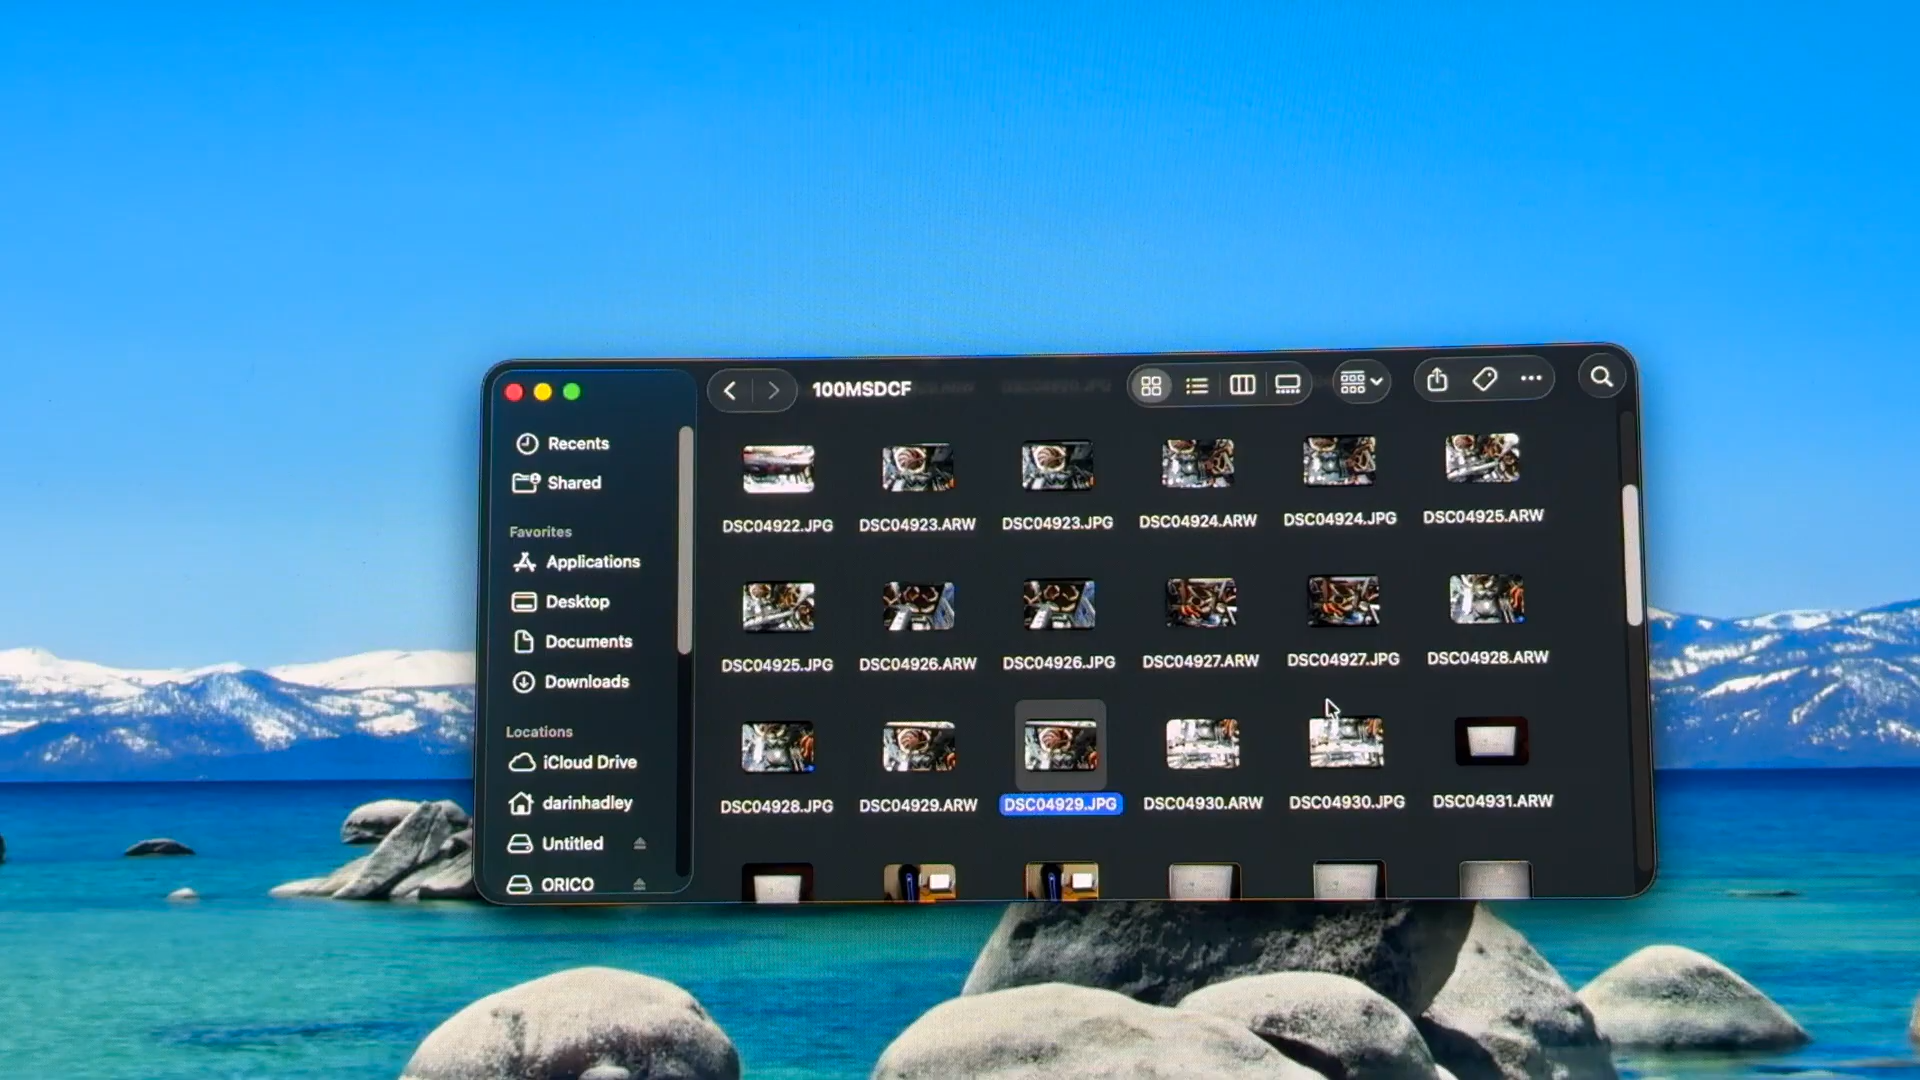 100MSDCF
Recents
Shared
Favorites
Applications
Desktop
Documents
Downloads
Locations
iCloud Drive
darinhadley
Untitled
ORICO
DSC04922.JPG
DSC04923.ARW
DSC04923.JPG
DSC04924.ARW
DSC04924.JPG
DSC04925.ARW
DSC04925.JPG
DSC04926.ARW
DSC04926.JPG
DSC04927.ARW
DSC04927.JPG
DSC04928.ARW
DSC04928.JPG
DSC04929.ARW
DSC04929.JPG
DSC04930.ARW
DSC04930.JPG
DSC04931.ARW